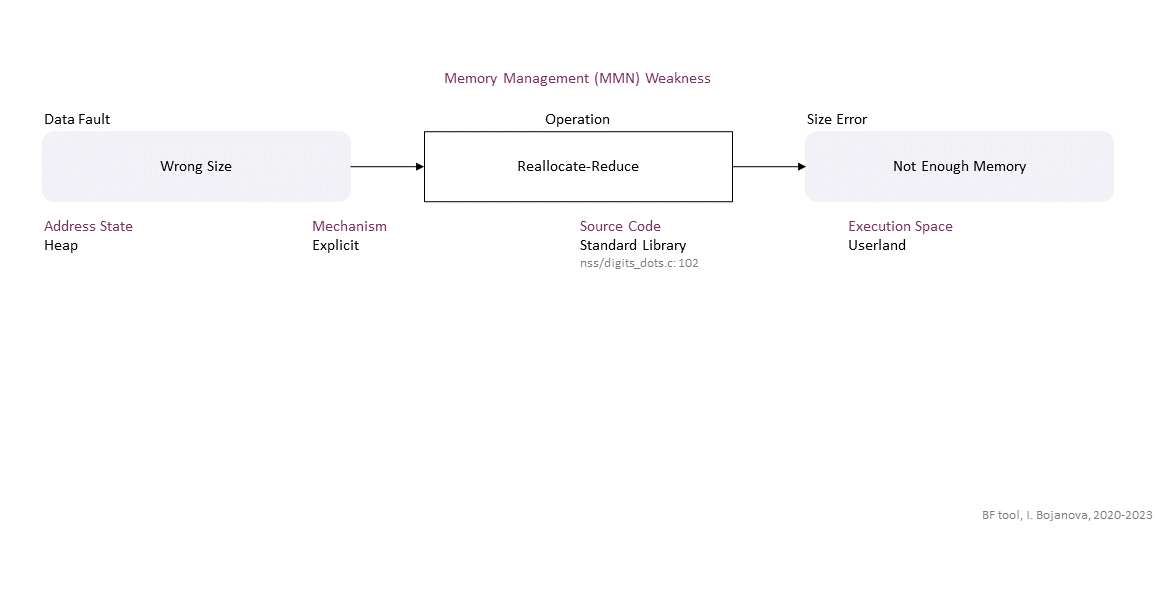 Memory Management (MMN) Weakness
Data Fault
Operation
Size Error
Wrong Size
Reallocate-Reduce
Not Enough Memory
Address State
Mechanism
Source Code
Execution Space
Heap
Explicit
Standard Library
Userland
nss/digits_dots.c:102
BF tool, I. Bojanova, 2020-2023